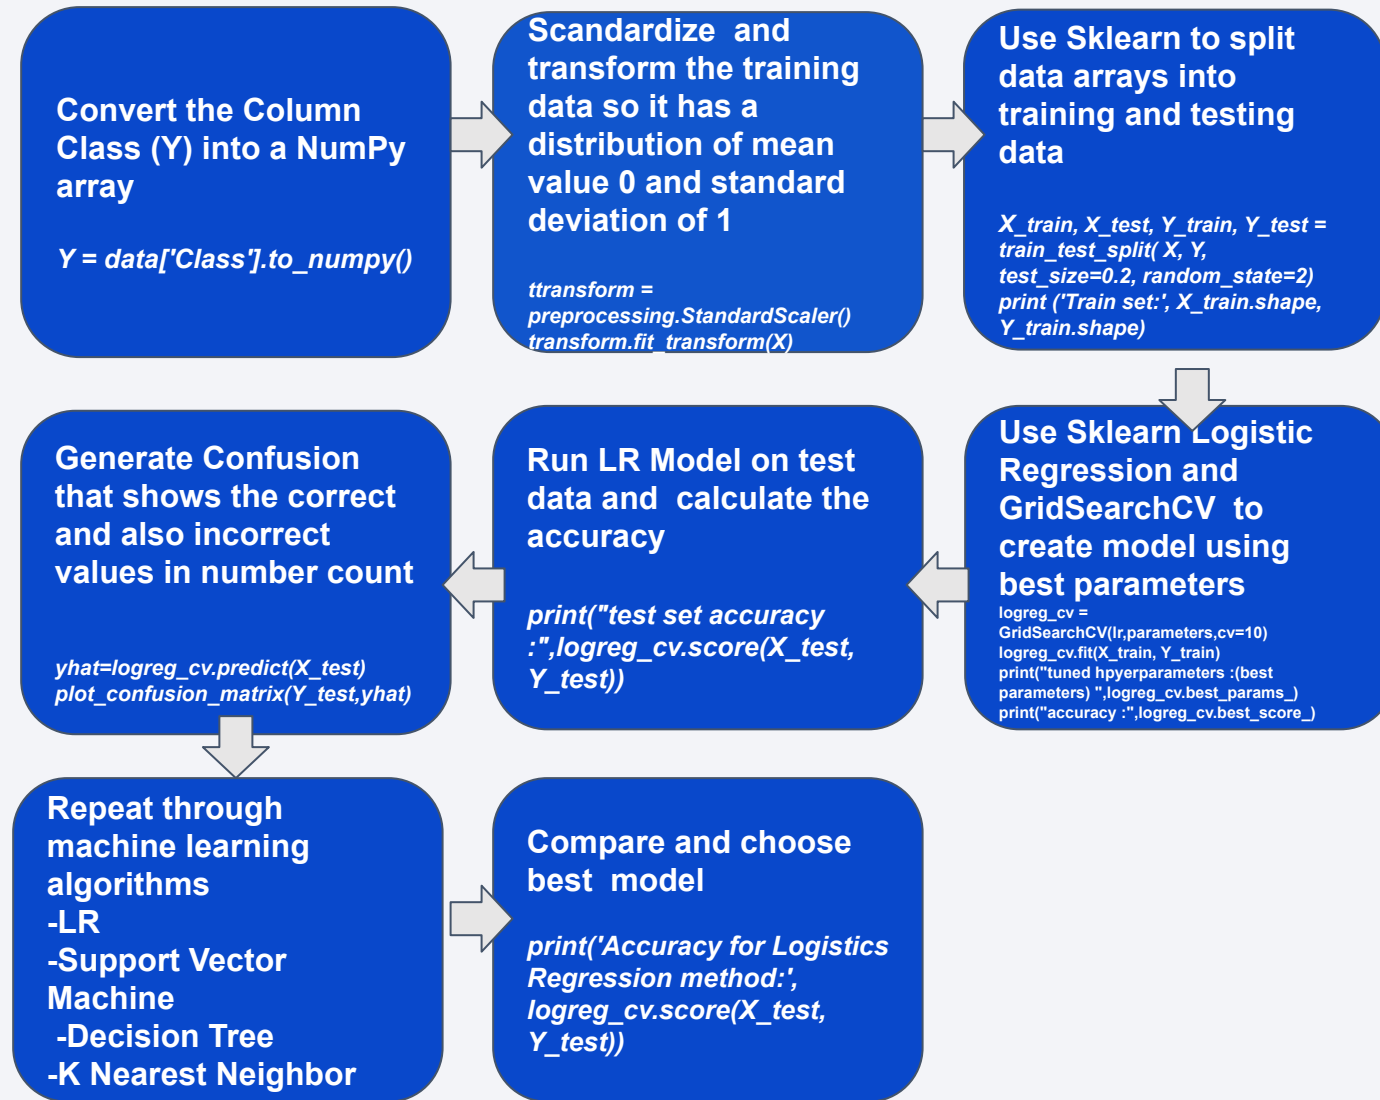 Convert the Column
Class (Y) into a NumPy
array
Y = data['Class'].to_numpy()
Scandardize  and
transform the training
data so it has a
distribution of mean
value 0 and standard
deviation of 1
ttransform =
preprocessing.StandardScaler()
transform.fit_transform(X)
Use Sklearn to split
data arrays into
training and testing
data
X_train, X_test, Y_train, Y_test =
train_test_split( X, Y,
test_size=0.2, random_state=2)
print ('Train set:', X_train.shape,
Y_train.shape)
Use Sklearn Logistic
Regression and
GridSearchCV  to
create model using
best parameters
logreg_cv =
GridSearchCV(lr,parameters,cv=10)
logreg_cv.fit(X_train, Y_train)
print("tuned hpyerparameters :(best
parameters) ",logreg_cv.best_params_)
print("accuracy :",logreg_cv.best_score_)
Run LR Model on test
data and  calculate the
accuracy
print("test set accuracy
:",logreg_cv.score(X_test,
Y_test))
Generate Confusion
that shows the correct
and also incorrect
values in number count
yhat=logreg_cv.predict(X_test)
plot_confusion_matrix(Y_test,yhat)
Repeat through
machine learning
algorithms
-LR
-Support Vector
Machine
-Decision Tree
-K Nearest Neighbor
Compare and choose
best  model
print('Accuracy for Logistics
Regression method:',
logreg_cv.score(X_test,
Y_test))